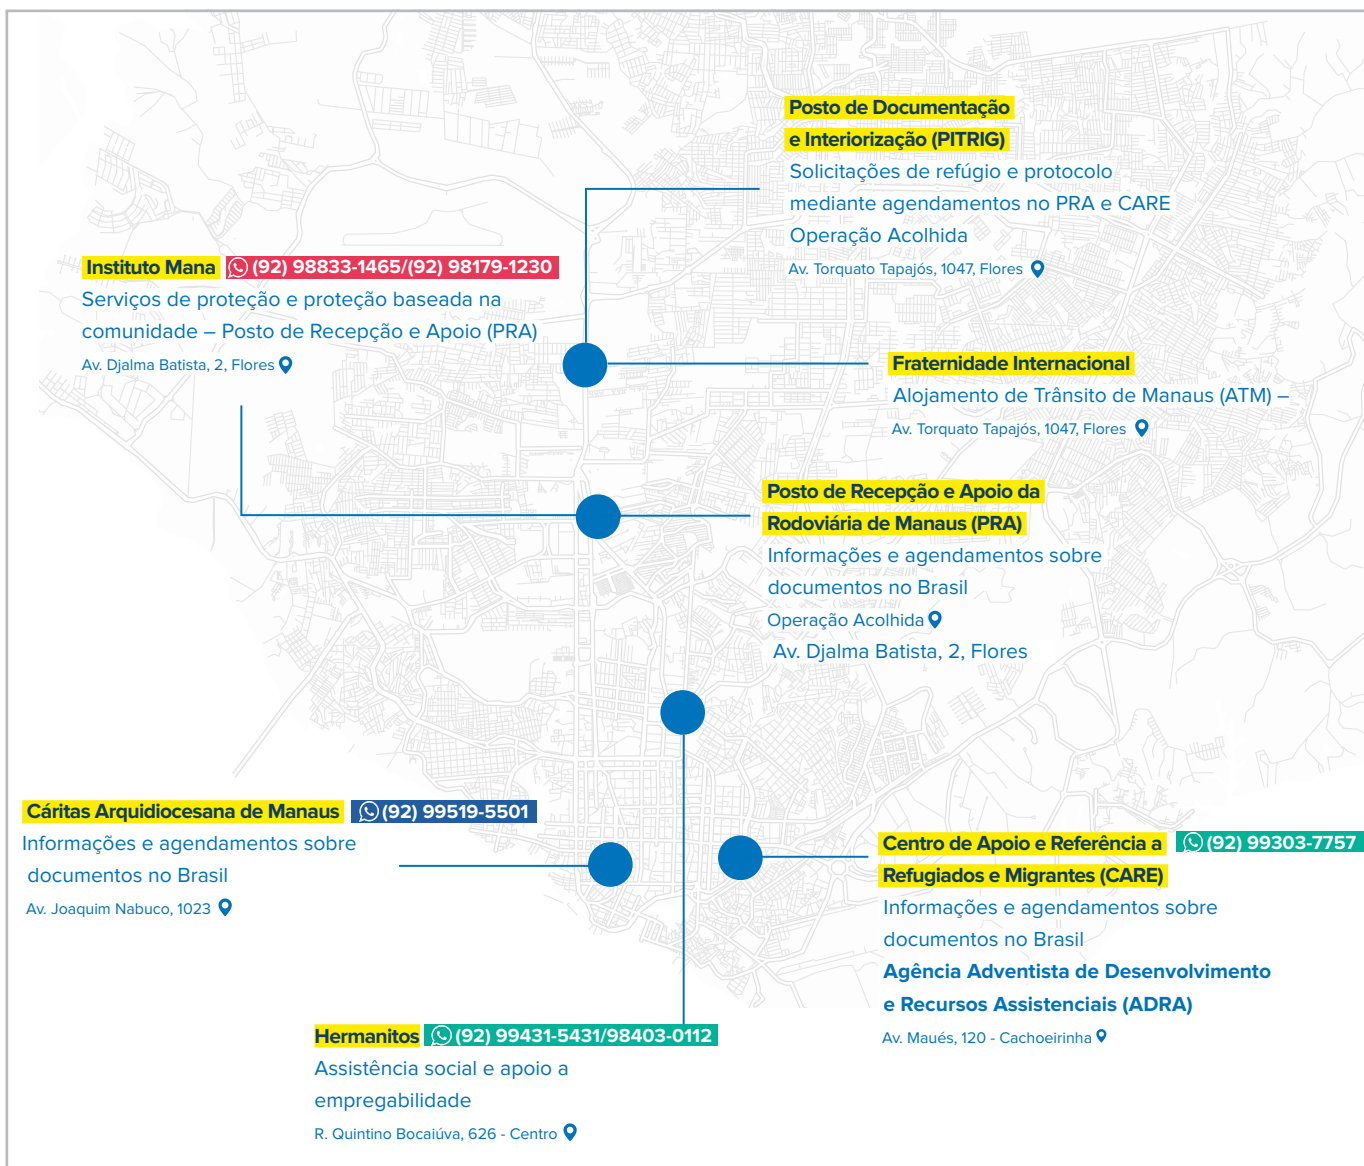 Posto de Documentação
e Interiorização (PITRIG)
Solicitações de refúgio e protocolo
mediante agendamentos no PRA e CARE
Operação Acolhida
Av. Torquato Tapajós, 1047, Flores
Instituto Mana (92) 98833-1465/(92) 98179-1230
Serviços de proteção e proteção baseada na
comunidade – Posto de Recepção e Apoio (PRA)
Av. Djalma Batista, 2, Flores
Fraternidade Internacional
Alojamento de Trânsito de Manaus (ATM) –
Av. Torquato Tapajós, 1047, Flores
Posto de Recepção e Apoio da
Rodoviária de Manaus (PRA)
Informações e agendamentos sobre
documentos no Brasil
Operação Acolhida
Av. Djalma Batista, 2, Flores
Cáritas Arquidiocesana de Manaus (92) 99519-5501
Informações e agendamentos sobre
documentos no Brasil
Av. Joaquim Nabuco, 1023
Centro de Apoio e Referência a (92) 99303-7757
Refugiados e Migrantes (CARE)
Informações e agendamentos sobre
documentos no Brasil
Agência Adventista de Desenvolvimento
e Recursos Assistenciais (ADRA)
Av. Maués, 120 - Cachoeirinha
Hermanitos (92) 99431-5431/98403-0112
Assistência social e apoio a
empregabilidade
R. Quintino Bocaiúva, 626 - Centro